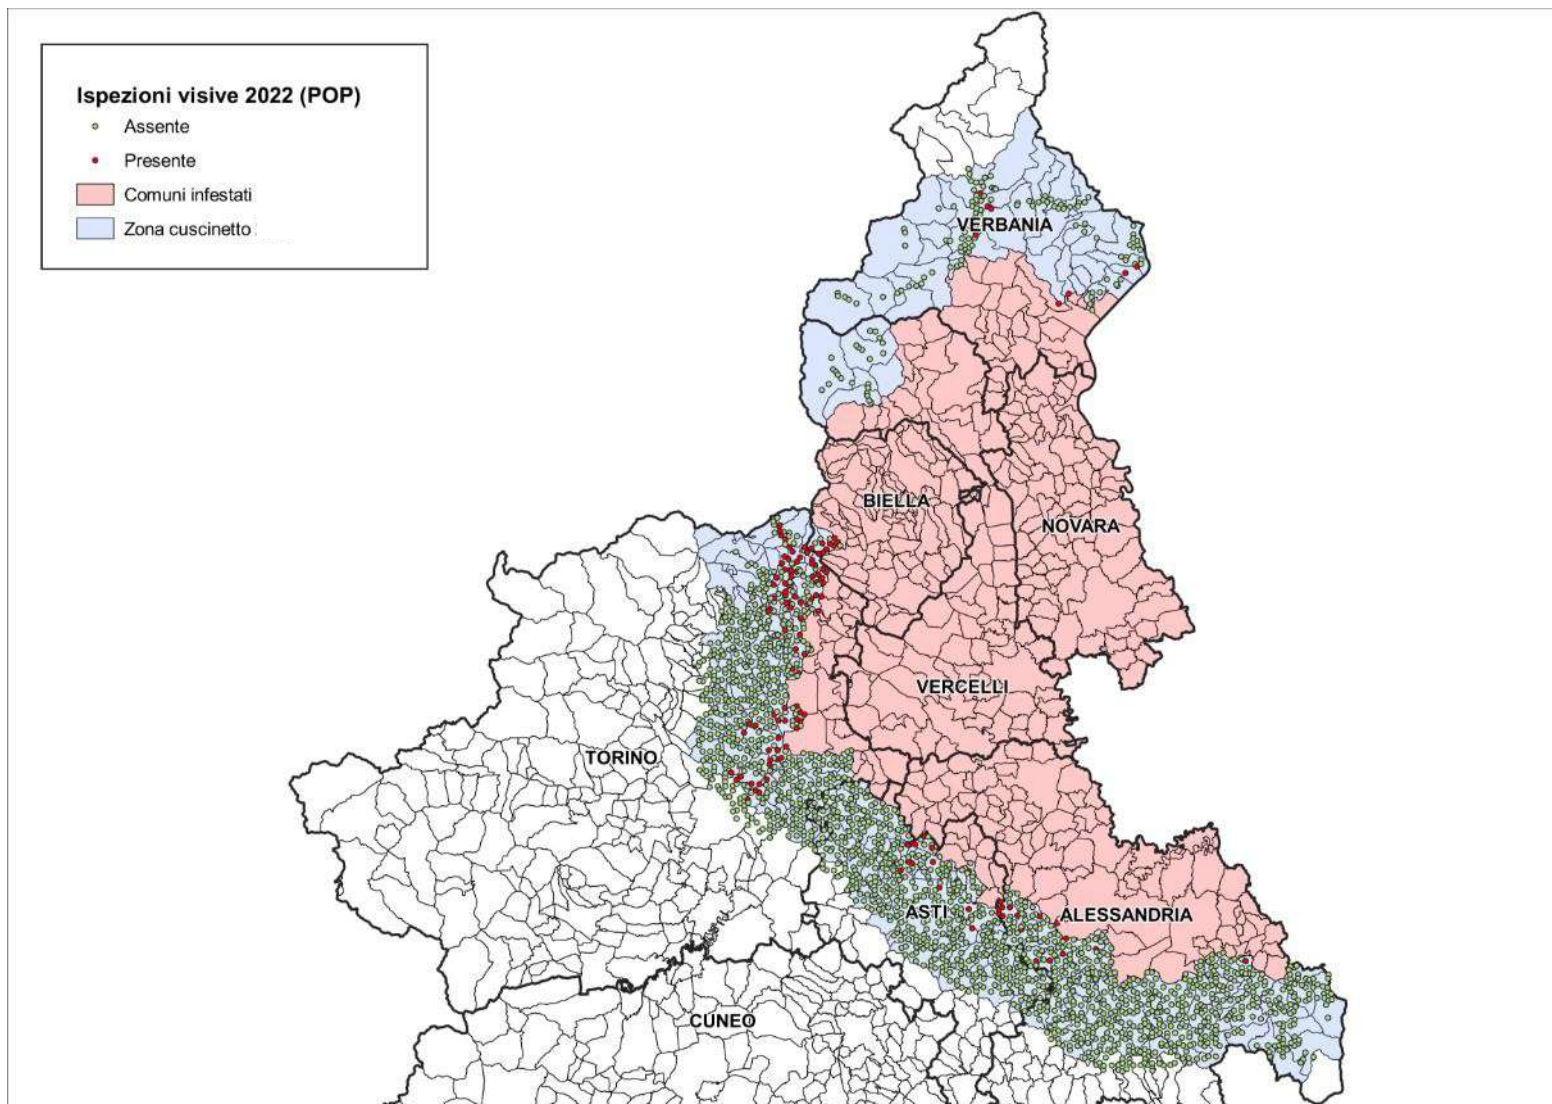 Ispezioni visive 2022 (POP)
Assente
Presente
Comuni infestati
Zona cuscinetto
VERBANIA
BIELLA
NOVARA
VERCELLI
TORINO
ASTI
ALESSANDRIA
CUNEO